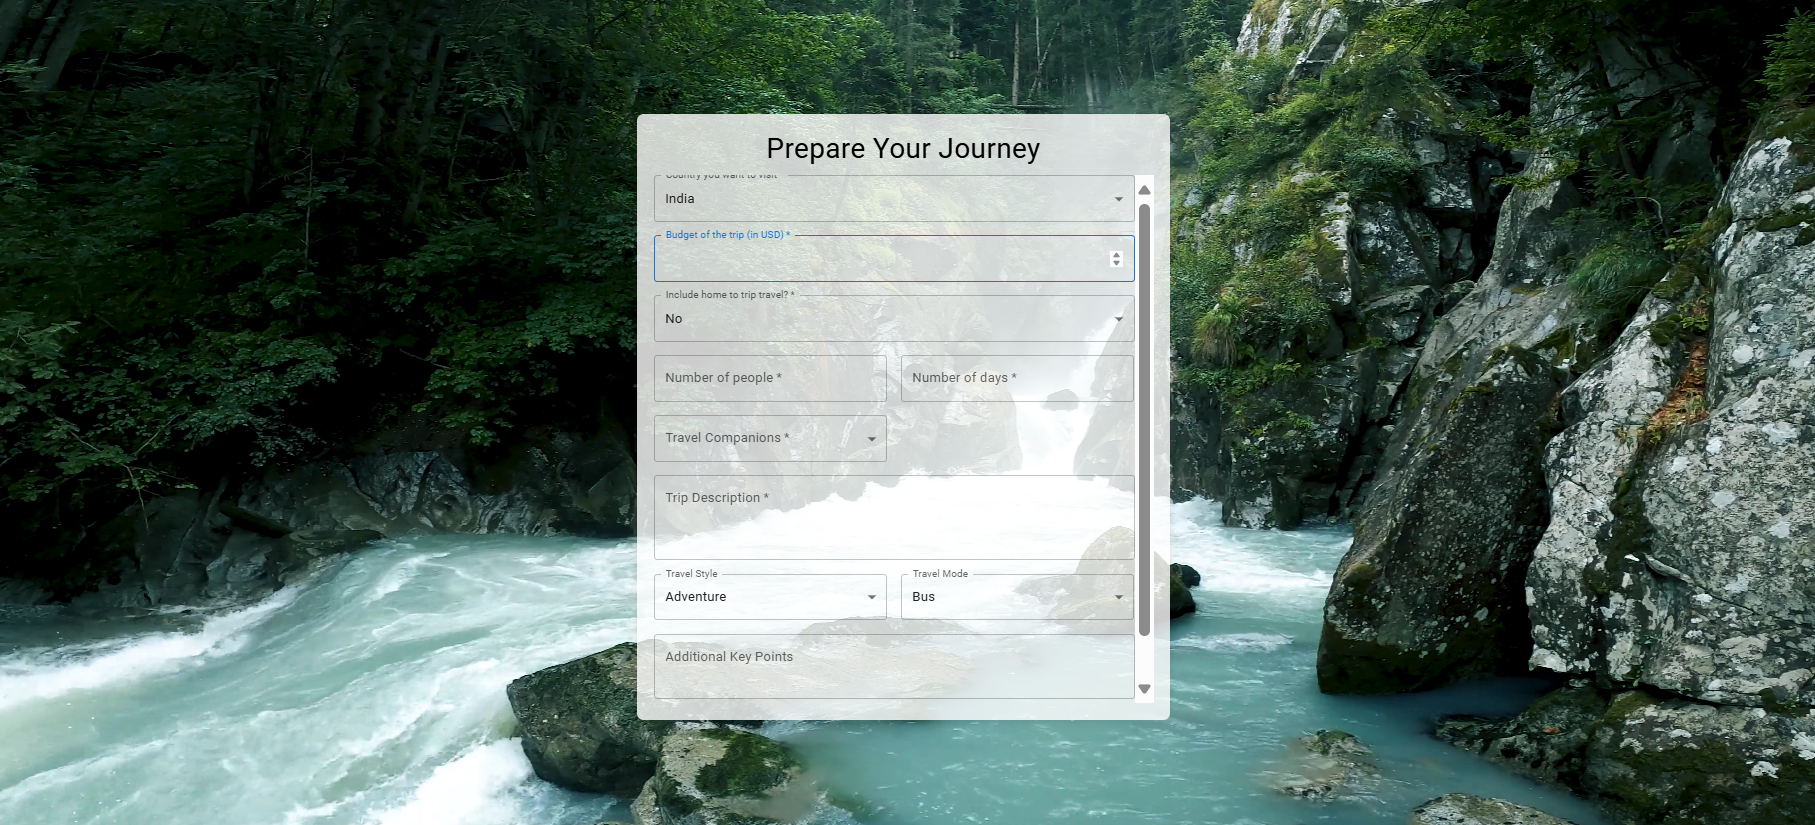 Prepare Your Journey
Country you want to visit
India
Budget of the trip (in USD) *
Include home to trip travel? *
No
Number of people *
Number of days *
Travel Companions *
Trip Description *
Travel Style
Travel Mode
Adventure
Bus
Additional Key Points